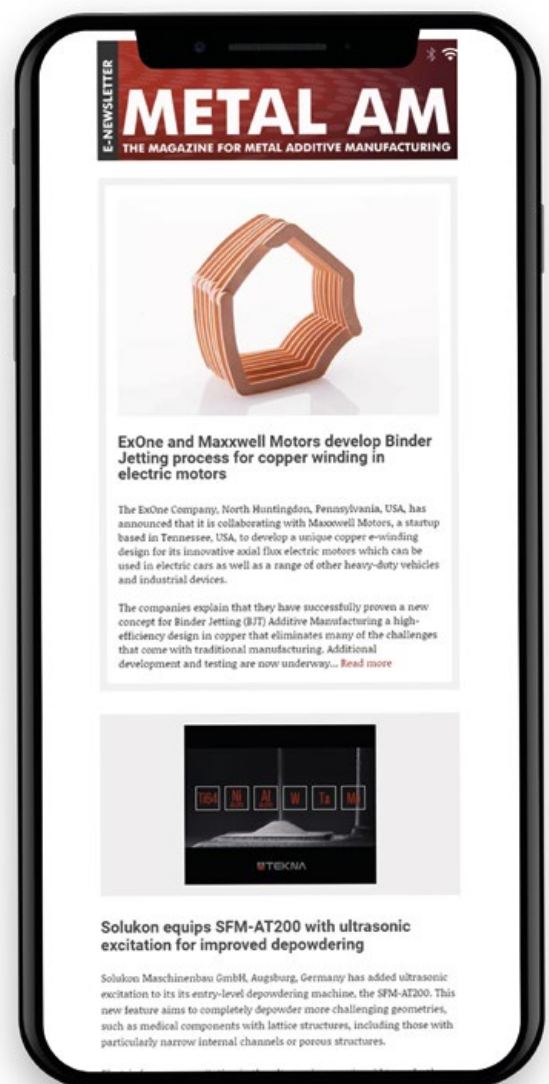 E-NEWSLETTER
METAL AM
THE MAGAZINE FOR METAL ADDITIVE MANUFACTURING
ExOne and Maxxwell Motors develop Binder
Jetting process for copper winding in
electric motors
The ExOne Company, North Huntingdon, Pennsylvania, USA, has
announced that it is collaborating with Maxxwell Motors, a startup
based in Tennessee, USA, to develop a unique copper e-winding
design for its innovative axial flux electric motors which can be
used in electric cars as well as a range of other heavy-duty vehicles
and industrial devices.
The companies explain that they have successfully proven a new
concept for Binder Jetting (BJT) Additive Manufacturing a high-
efficiency design in copper that eliminates many of the challenges
that come with traditional manufacturing. Additional
development and testing are now underway... Read more
Ti64 Ni Al W Ta Mo
TEKNA
Solukon equips SFM-AT200 with ultrasonic
excitation for improved depowdering
Solukon Maschinenbau GmbH, Augsburg, Germany has added ultrasonic
excitation to its its entry-level depowdering machine, the SFM-AT200. This
new feature aims to completely depowder more challenging geometries,
such as medical components with lattice structures, including those with
particularly narrow internal channels or porous structures.